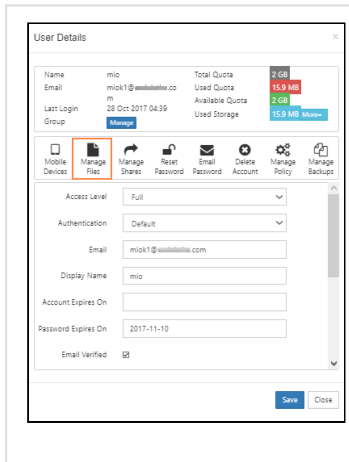 User Details ×
Name mio Total Quota 2 GB
Email miok1@ .co Used Quota 15.9 MB
m Available Quota 2 GB
Last Login 28 Oct 2017 04:39 Used Storage 15.9 MB More
Group Manage
Mobile Manage Manage Reset Email Delete Manage Manage
Devices Files Shares Password Password Account Policy Backups
Access Level Full
Authentication Default
Email miok1@ .com
Display Name mio
Account Expires On
Password Expires On 2017-11-10
Email Verified
Save Close